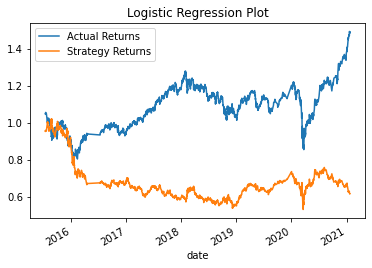 Logistic Regression Plot
Actual Returns
Strategy Returns
1.4
1.2
1.0
0.8
0.6
2016
2017
2018
2019
2020
2021
date